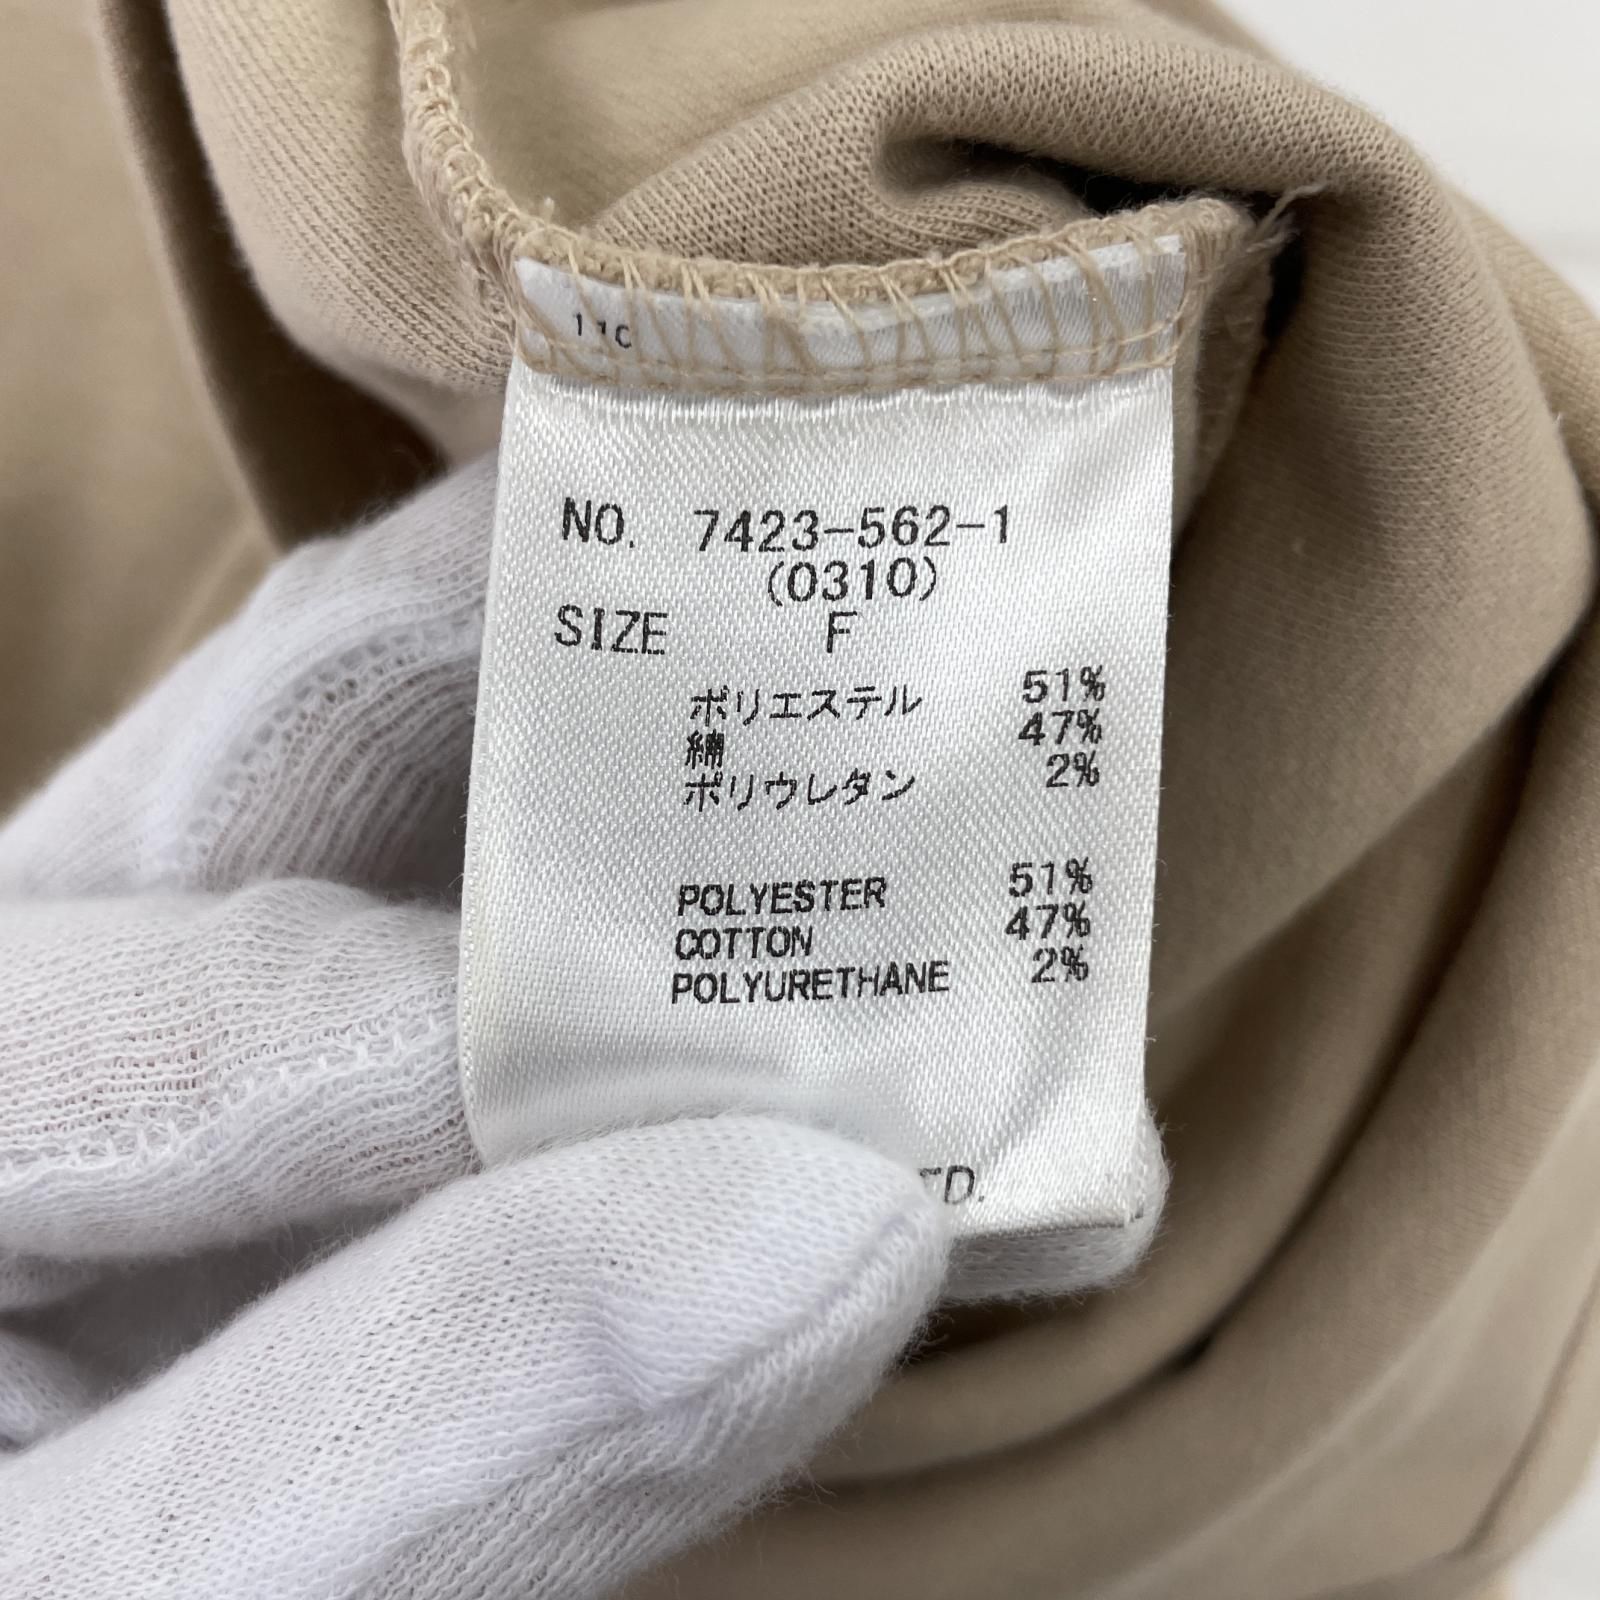 11C
NO. 7423-562-1
(0310)
SIZE F
ポリエステル 51%
綿 47%
ポリウレタン 2%
POLYESTER 51%
COTTON 47%
POLYURETHANE 2%